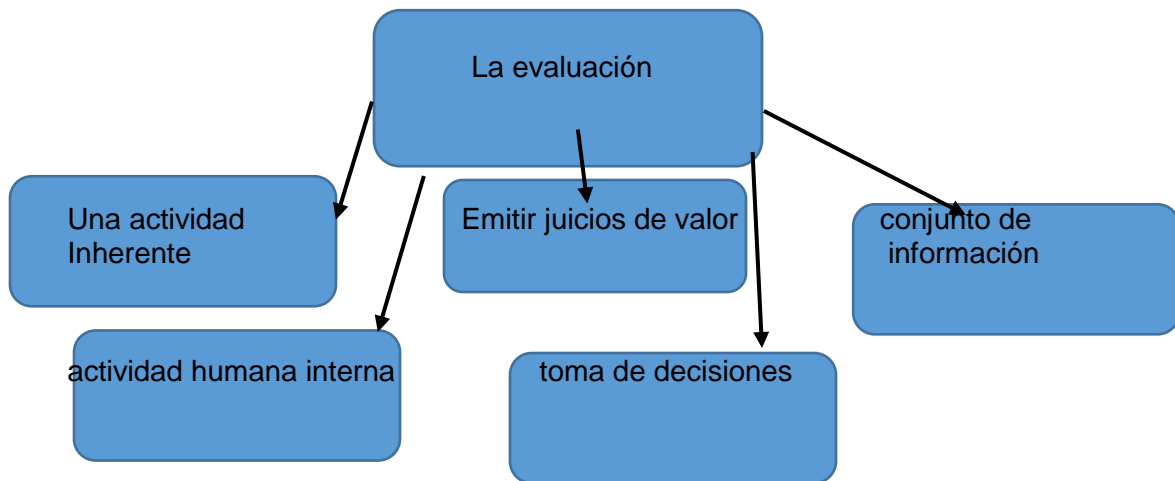 La evaluación
Una actividad
Inherente
Emitir juicios de valor
conjunto de
información
actividad humana interna
toma de decisiones